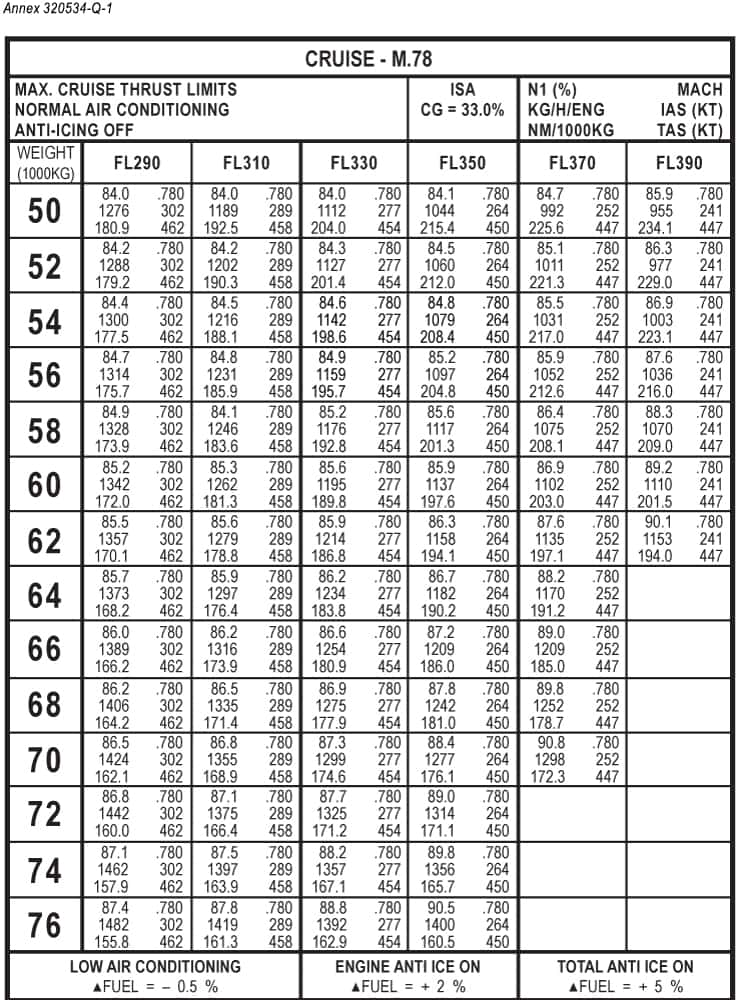 Annex 320534-Q-1
CRUISE - M.78
MAX. CRUISE THRUST LIMITS
NORMAL AIR CONDITIONING
ANTI-ICING OFF
ISA
CG = 33.0%
N1 (%) MACH
KG/H/ENG IAS (KT)
NM/1000KG TAS (KT)
WEIGHT
(1000KG)
FL290 FL310 FL330 FL350 FL370 FL390
50
84.0 .780 84.0 .780 84.0 .780 84.1 .780 84.7 .780 85.9 .780
1276 302 1189 289 1112 277 1044 264 992 252 955 241
180.9 462 192.5 458 204.0 454 215.4 450 225.6 447 234.1 447
52
84.2 .780 84.2 .780 84.3 .780 84.5 .780 85.1 .780 86.3 .780
1288 302 1202 289 1127 277 1060 264 1011 252 977 241
179.2 462 190.3 458 201.4 454 212.0 450 221.3 447 229.0 447
54
84.4 .780 84.5 .780 84.6 .780 84.8 .780 85.5 .780 86.9 .780
1300 302 1216 289 1142 277 1079 264 1031 252 1003 241
177.5 462 188.1 458 198.6 454 208.4 450 217.0 447 223.1 447
56
84.7 .780 84.8 .780 84.9 .780 85.2 .780 85.9 .780 87.6 .780
1314 302 1231 289 1159 277 1097 264 1052 252 1036 241
175.7 462 185.9 458 195.7 454 204.8 450 212.6 447 216.0 447
58
84.9 .780 84.1 .780 85.2 .780 85.6 .780 86.4 .780 88.3 .780
1328 302 1246 289 1176 277 1117 264 1075 252 1070 241
173.9 462 183.6 458 192.8 454 201.3 450 208.1 447 209.0 447
60
85.2 .780 85.3 .780 85.6 .780 85.9 .780 86.9 .780 89.2 .780
1342 302 1262 289 1195 277 1137 264 1102 252 1110 241
172.0 462 181.3 458 189.8 454 197.6 450 203.0 447 201.5 447
62
85.5 .780 85.6 .780 85.9 .780 86.3 .780 87.6 .780 90.1 .780
1357 302 1279 289 1214 277 1158 264 1135 252 1153 241
170.1 462 178.8 458 186.8 454 194.1 450 197.1 447 194.0 447
64
85.7 .780 85.9 .780 86.2 .780 86.7 .780 88.2 .780
1373 302 1297 289 1234 277 1182 264 1170 252
168.2 462 176.4 458 183.8 454 190.2 450 191.2 447
66
86.0 .780 86.2 .780 86.6 .780 87.2 .780 89.0 .780
1389 302 1316 289 1254 277 1209 264 1209 252
166.2 462 173.9 458 180.9 454 186.0 450 185.0 447
68
86.2 .780 86.5 .780 86.9 .780 87.8 .780 89.8 .780
1406 302 1335 289 1275 277 1242 264 1252 252
164.2 462 171.4 458 177.9 454 181.0 450 178.7 447
70
86.5 .780 86.8 .780 87.3 .780 88.4 .780 90.8 .780
1424 302 1355 289 1299 277 1277 264 1298 252
162.1 462 168.9 458 174.6 454 176.1 450 172.3 447
72
86.8 .780 87.1 .780 87.7 .780 89.0 .780
1442 302 1375 289 1325 277 1314 264
160.0 462 166.4 458 171.2 454 171.1 450
74
87.1 .780 87.5 .780 88.2 .780 89.8 .780
1462 302 1397 289 1357 277 1356 264
157.9 462 163.9 458 167.1 454 165.7 450
76
87.4 .780 87.8 .780 88.8 .780 90.5 .780
1482 302 1419 289 1392 277 1400 264
155.8 462 161.3 458 162.9 454 160.5 450
LOW AIR CONDITIONING ENGINE ANTI ICE ON TOTAL ANTI ICE ON
▲FUEL = − 0.5 % ▲FUEL = + 2 % ▲FUEL = + 5 %